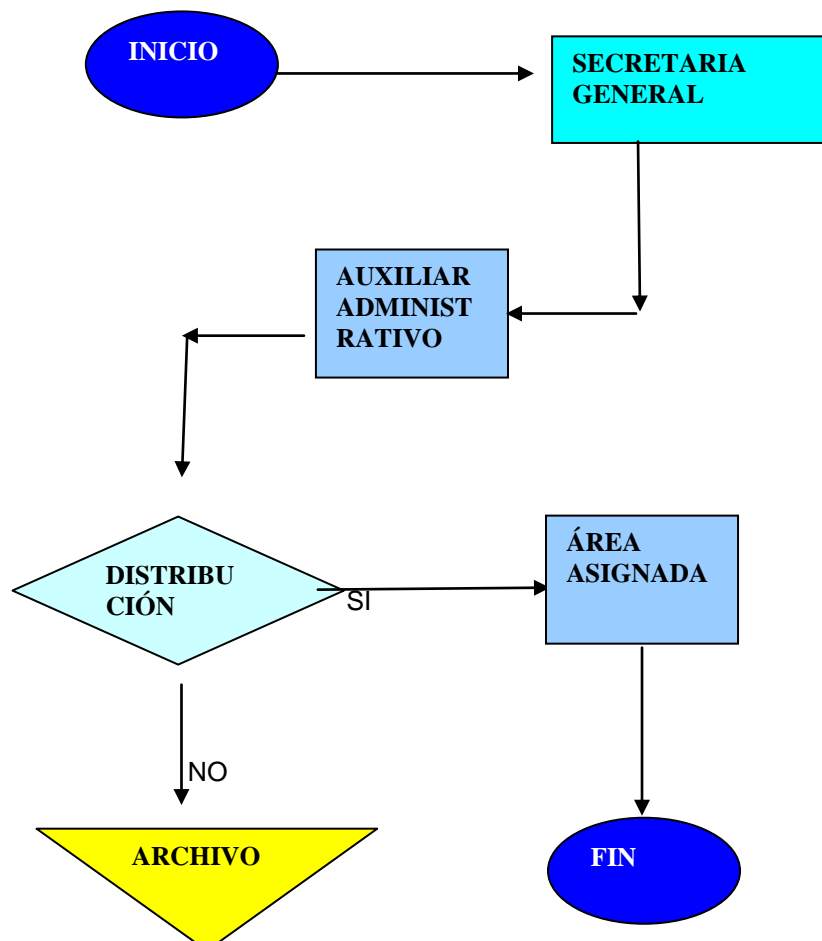 INICIO
SECRETARIA
GENERAL
AUXILIAR
ADMINIST
RATIVO
DISTRIBU
CIÓN
SI
ÁREA
ASIGNADA
NO
ARCHIVO
FIN